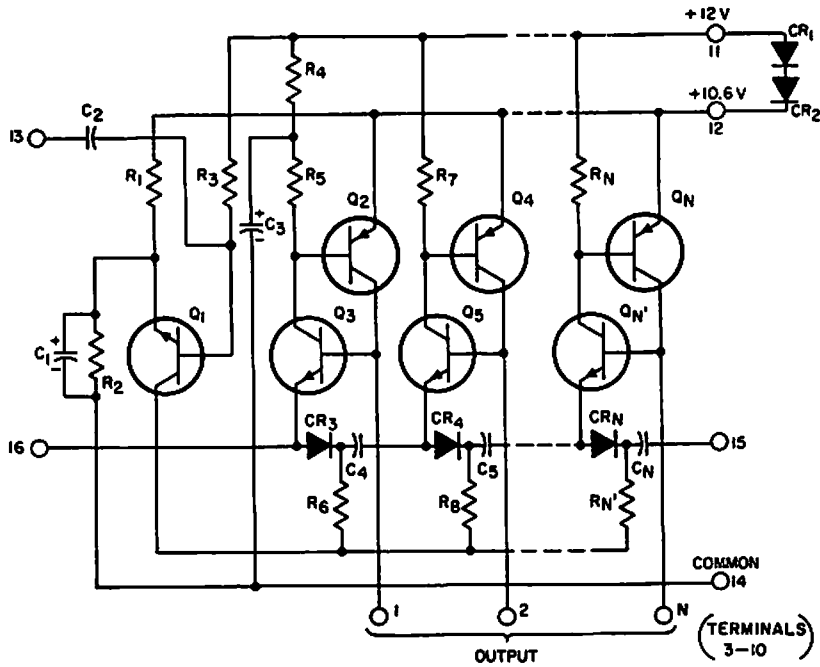 +12V
CR1
11
R4
+10.6V
CR2
12
C2
13
R1
R3
R5
Q2
R7
Q4
RN
QN
C3
+
-
Q1
Q3
Q5
QN'
C1
+
-
R2
CR3
CR4
CRN
16
C4
C5
CN
15
R6
R8
RN'
COMMON
14
1
2
N
(TERMINALS
3-10)
OUTPUT